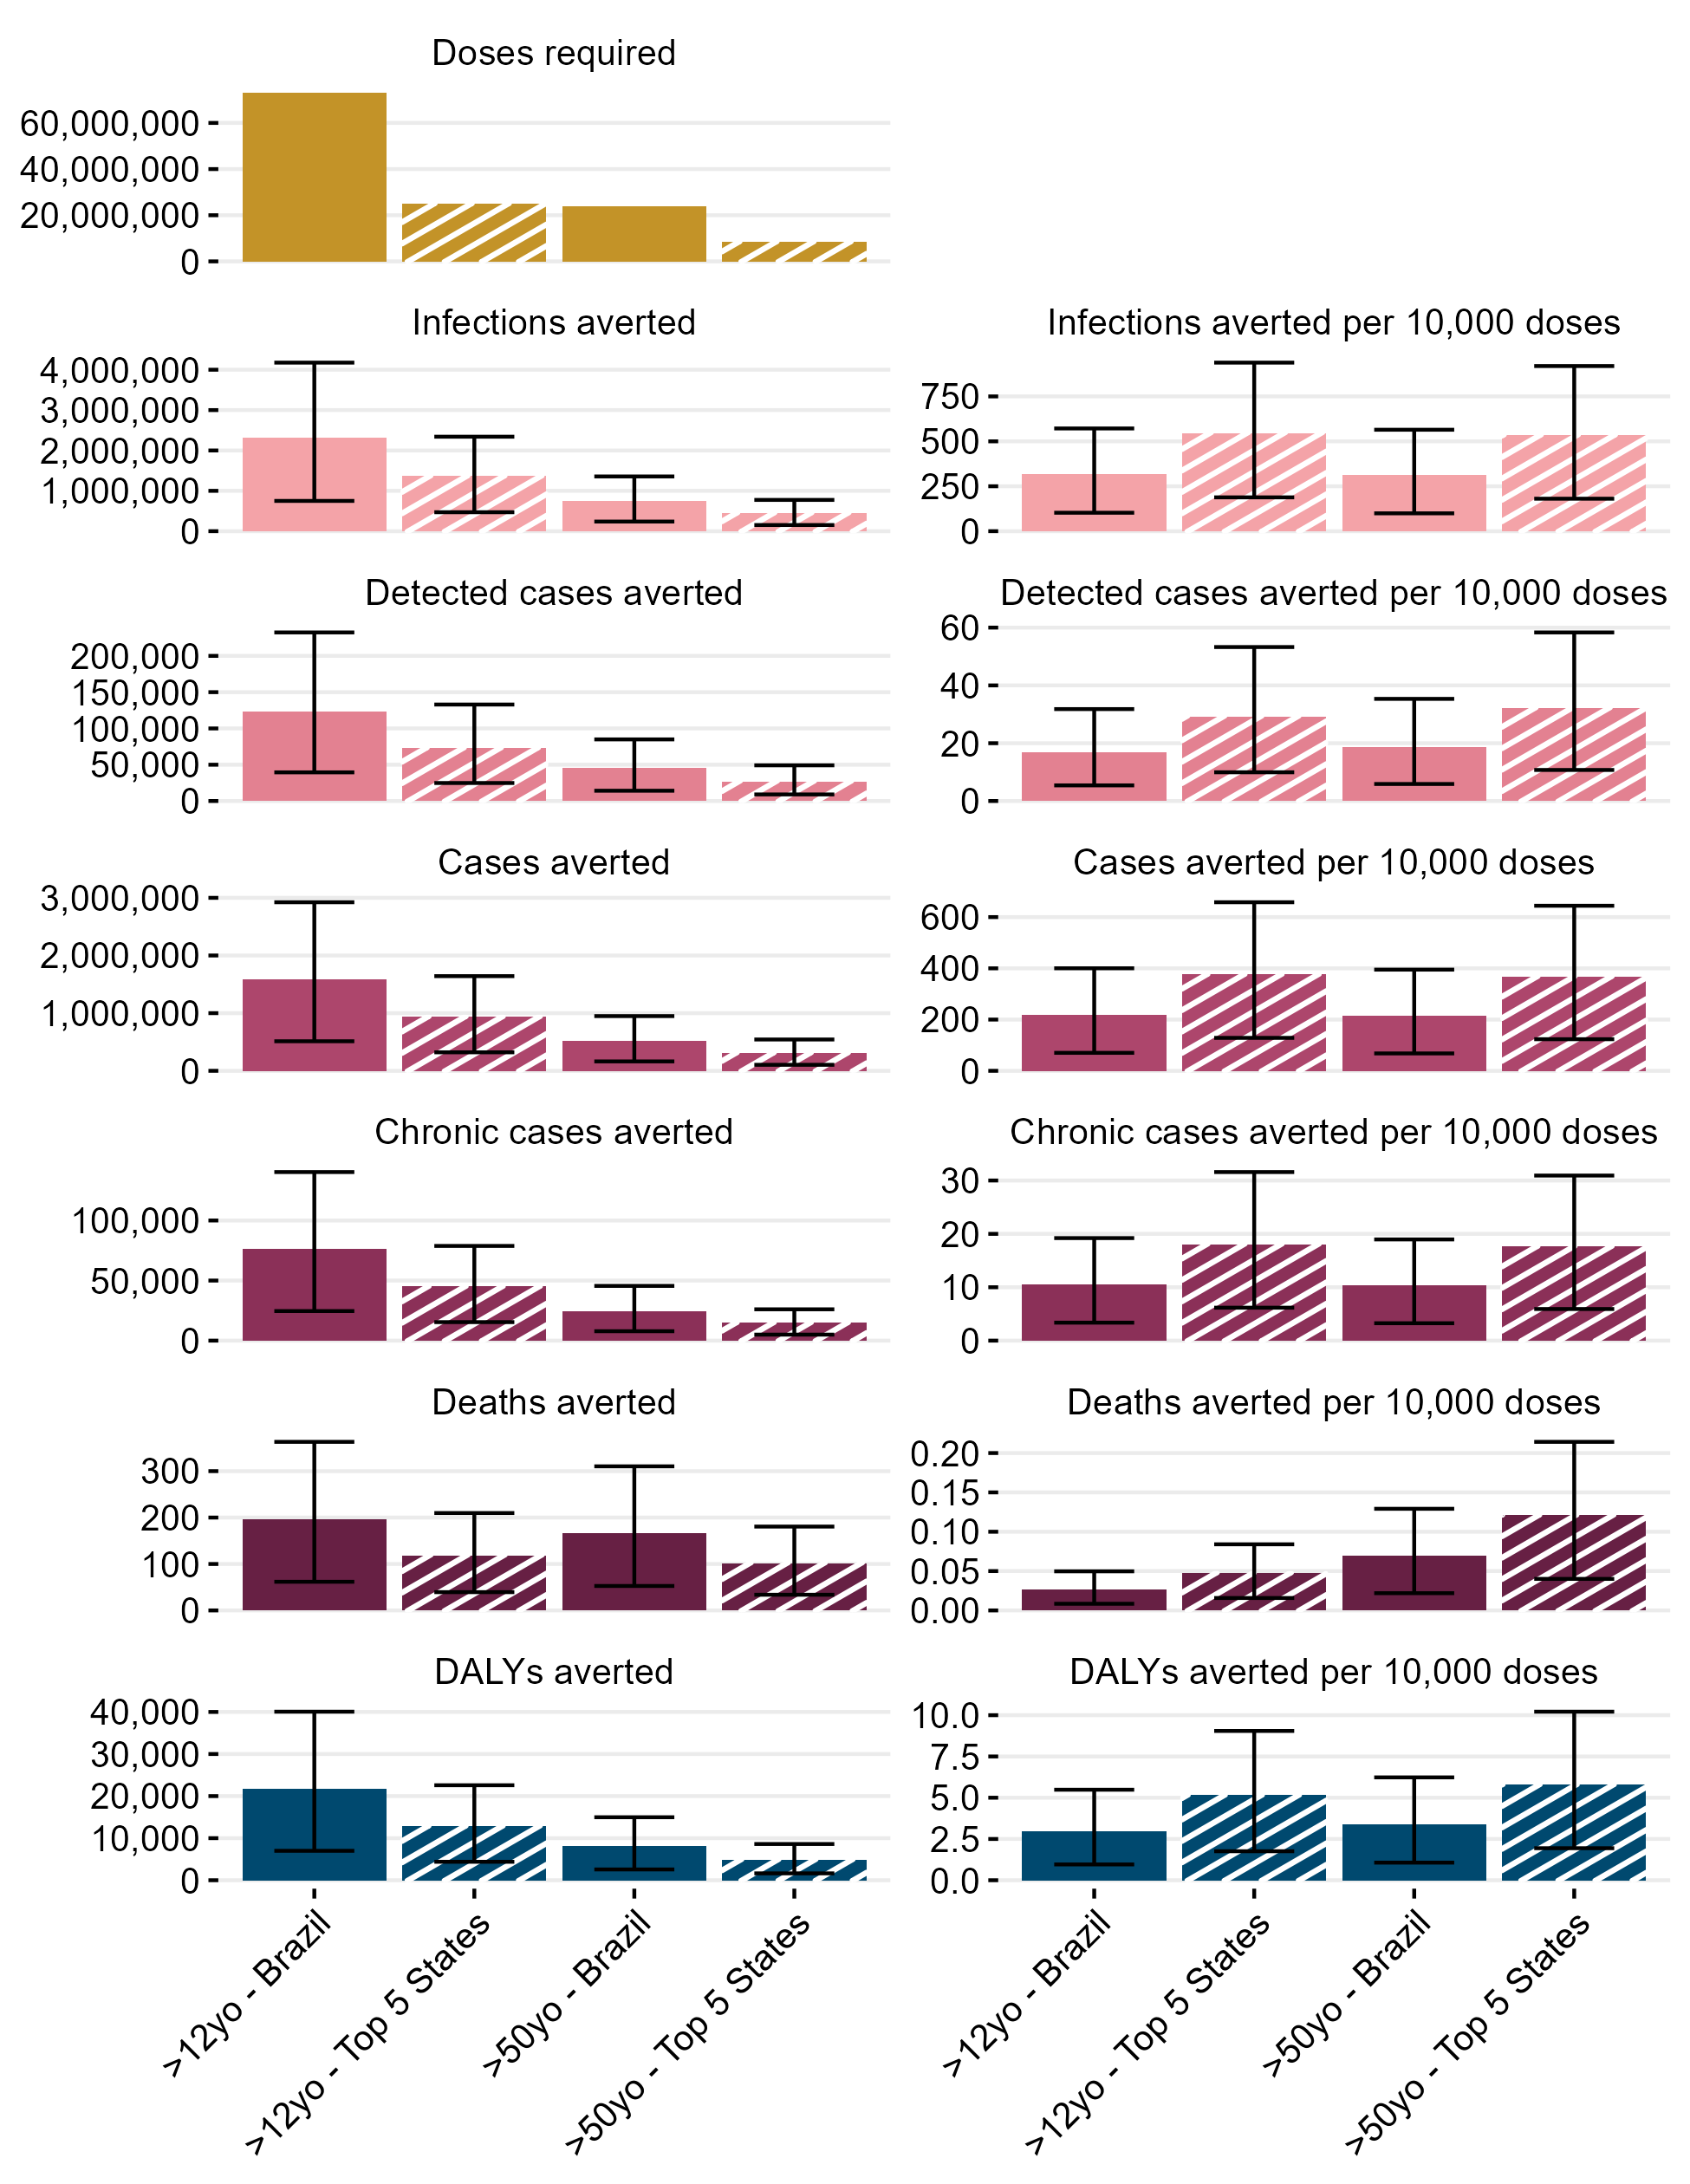 Doses required
60,000,000
40,000,000
20,000,000
0
Infections averted
4,000,000
3,000,000
2,000,000
1,000,000
0
Infections averted per 10,000 doses
750
500
250
0
Detected cases averted
200,000
150,000
100,000
50,000
0
Detected cases averted per 10,000 doses
60
40
20
0
Cases averted
3,000,000
2,000,000
1,000,000
0
Cases averted per 10,000 doses
600
400
200
0
Chronic cases averted
100,000
50,000
0
Chronic cases averted per 10,000 doses
30
20
10
0
Deaths averted
300
200
100
0
Deaths averted per 10,000 doses
0.20
0.15
0.10
0.05
0.00
DALYs averted
40,000
30,000
20,000
10,000
0
DALYs averted per 10,000 doses
10.0
7.5
5.0
2.5
0.0
>12yo - Brazil
>12yo - Top 5 States
>50yo - Brazil
>50yo - Top 5 States
>12yo - Brazil
>12yo - Top 5 States
>50yo - Brazil
>50yo - Top 5 States